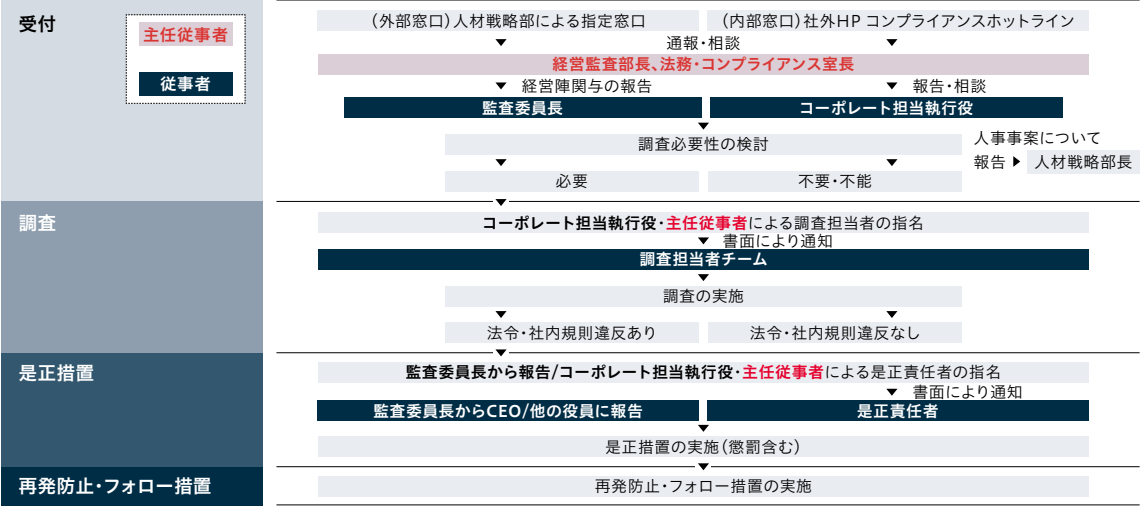 受付
主任従事者
従事者
(外部窓口)人材戦略部による指定窓口
(内部窓口)社外HP コンプライアンスホットライン
▼ 通報・相談 ▼
経営監査部長、法務・コンプライアンス室長
▼ 経営陣関与の報告
▼ 報告・相談
監査委員長
コーポレート担当執行役
▼
調査必要性の検討
人事事案について
報告 ▶ 人材戦略部長
▼ ▼
必要
不要・不能
▼
調査
コーポレート担当執行役・主任従事者による調査担当者の指名
▼ 書面により通知
調査担当者チーム
▼
調査の実施
▼ ▼
法令・社内規則違反あり
法令・社内規則違反なし
▼
是正措置
監査委員長から報告/コーポレート担当執行役・主任従事者による是正責任者の指名
▼ 書面により通知
監査委員長からCEO/他の役員に報告
是正責任者
▼
是正措置の実施(懲罰含む)
▼
再発防止・フォロー措置
再発防止・フォロー措置の実施